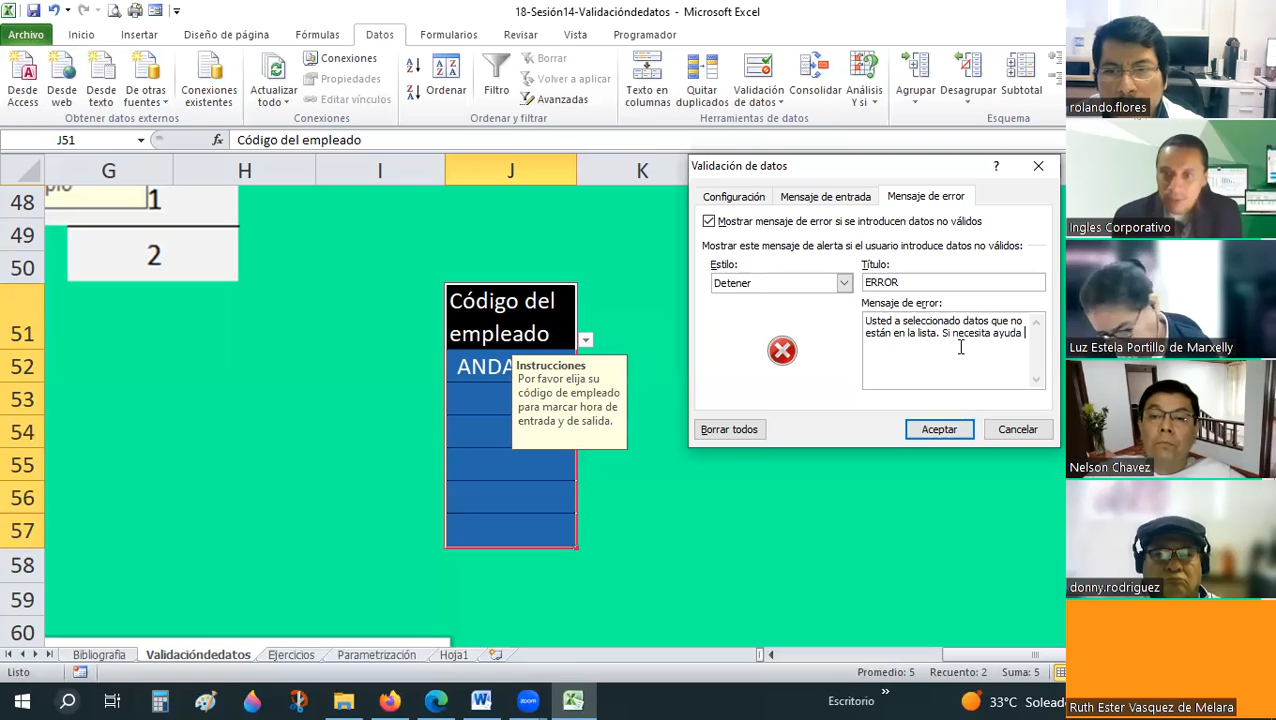 18-Sesión14-Validacióndedatos - Microsoft Excel
Archivo Inicio Insertar Diseño de página Fórmulas Datos Formularios Revisar Vista Programador
Desde Access
Desde web
Desde texto
De otras fuentes
Conexiones existentes
Obtener datos externos
Actualizar todo
Conexiones
Propiedades
Editar vínculos
Conexiones
Ordenar
Filtro
Borrar
Volver a aplicar
Avanzadas
Ordenar y filtrar
Texto en columnas
Quitar duplicados
Validación de datos
Consolidar
Análisis Y si
Herramientas de datos
Agrupar
Desagrupar
Subtotal
Esquema
J51 fx Código del empleado
G H I J K
48 1
49
50 2
51 Código del
empleado
52 ANDA
53
54
55
56
57
58
59
60
Instrucciones
Por favor elija su
código de empleado
para marcar hora de
entrada y de salida.
Validación de datos ?
Configuración Mensaje de entrada Mensaje de error
Mostrar mensaje de error si se introducen datos no válidos
Mostrar este mensaje de alerta si el usuario introduce datos no válidos:
Estilo: Título:
Detener ERROR
Mensaje de error:
Usted a seleccionado datos que no
están en la lista. Si necesita ayuda
Borrar todos Aceptar Cancelar
Bibliografía Validacióndedatos Ejercicios Parametrización Hoja1
Listo Promedio: 5 Recuento: 2 Suma: 5
W zoom Escritorio » 33°C Solead
rolando.flores
Ingles Corporativo
Luz Estela Portillo de Marxelly
Nelson Chavez
donny.rodriguez
Ruth Ester Vasquez de Melara